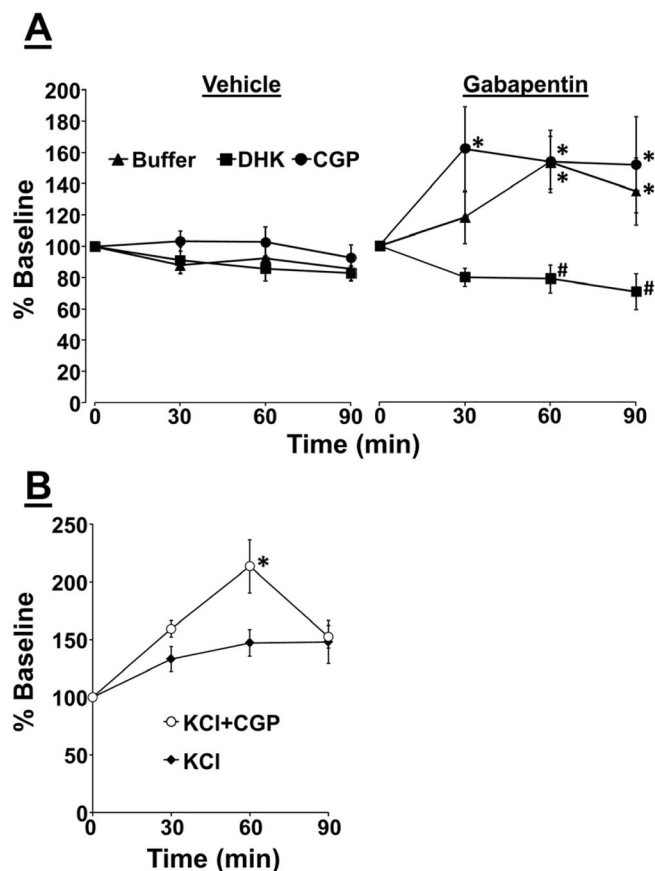 A
Vehicle Gabapentin
200
180
160
140
120
100
80
60
40
20
0
% Baseline
Buffer DHK CGP
* * * * *
# #
0 30 60 90 0 30 60 90
Time (min)
B
250
200
150
100
50
0
% Baseline
*
KCl+CGP
KCl
0 30 60 90
Time (min)